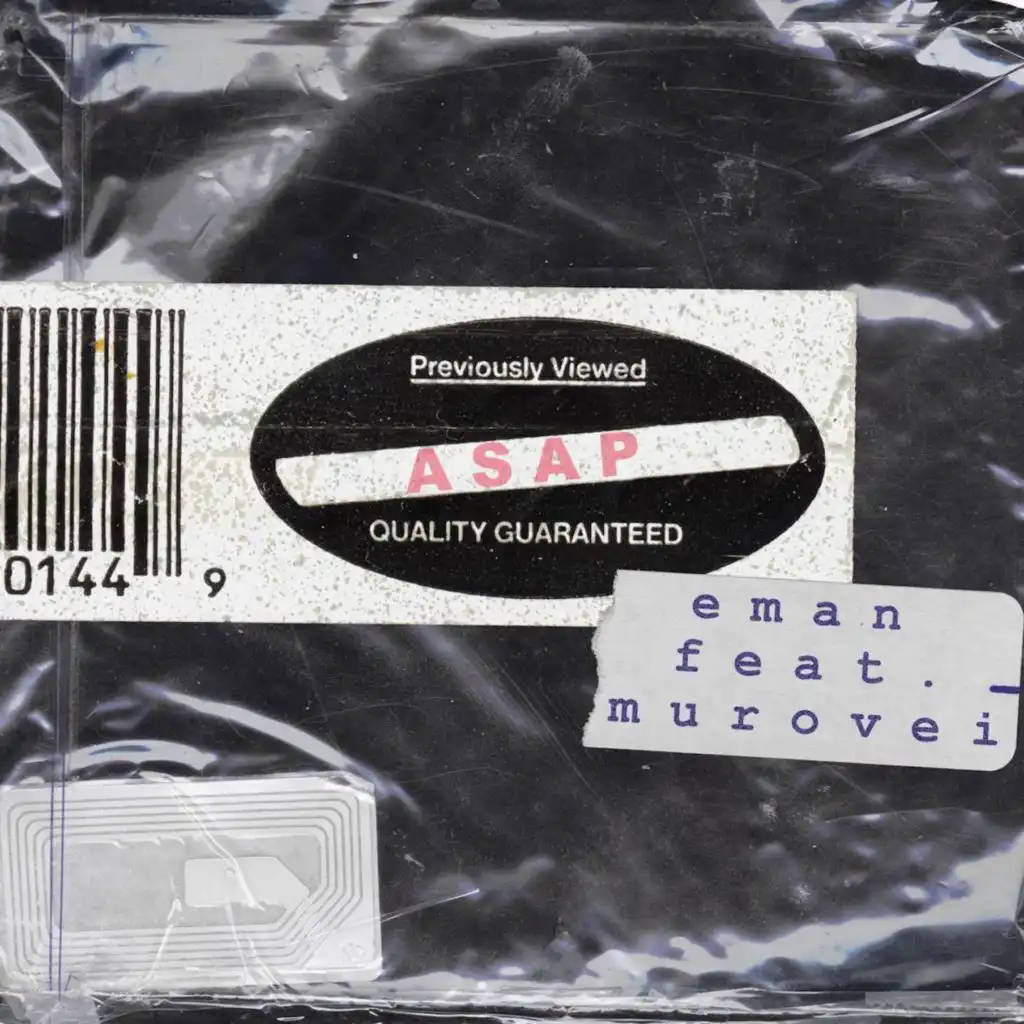 Previously Viewed
ASAP
QUALITY GUARANTEED
0144 9
eman
feat.
murovei